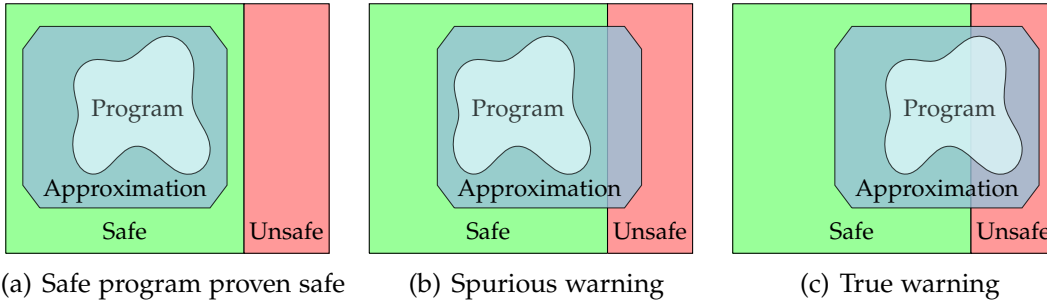 Program
Approximation
Safe
Unsafe
(a) Safe program proven safe
Program
Approximation
Safe
Unsafe
(b) Spurious warning
Program
Approximation
Safe
Unsafe
(c) True warning